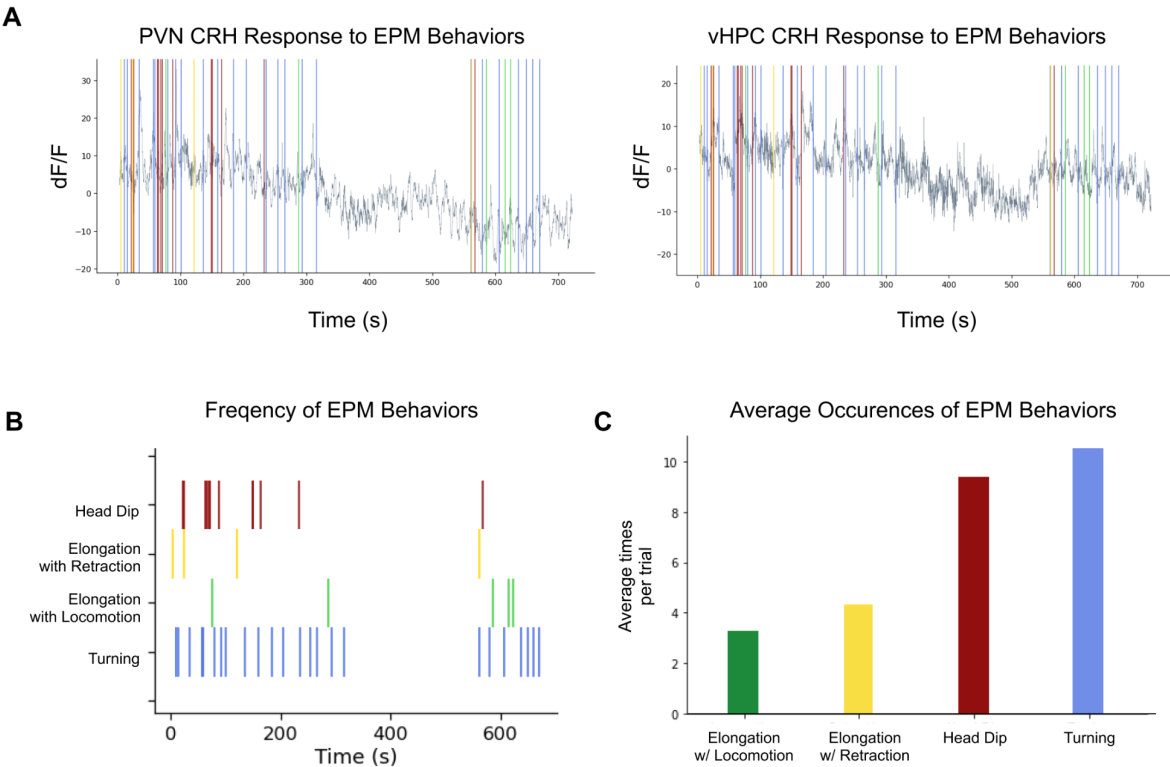 A
PVN CRH Response to EPM Behaviors
dF/F
30
20
10
0
−10
−20
0 100 200 300 400 500 600 700
Time (s)
vHPC CRH Response to EPM Behaviors
dF/F
20
10
0
−10
−20
0 100 200 300 400 500 600 700
Time (s)
B
Freqency of EPM Behaviors
Head Dip
Elongation
with Retraction
Elongation
with Locomotion
Turning
0 200 400 600
Time (s)
C
Average Occurences of EPM Behaviors
Average times
per trial
10
8
6
4
2
0
Elongation
w/ Locomotion
Elongation
w/ Retraction
Head Dip
Turning